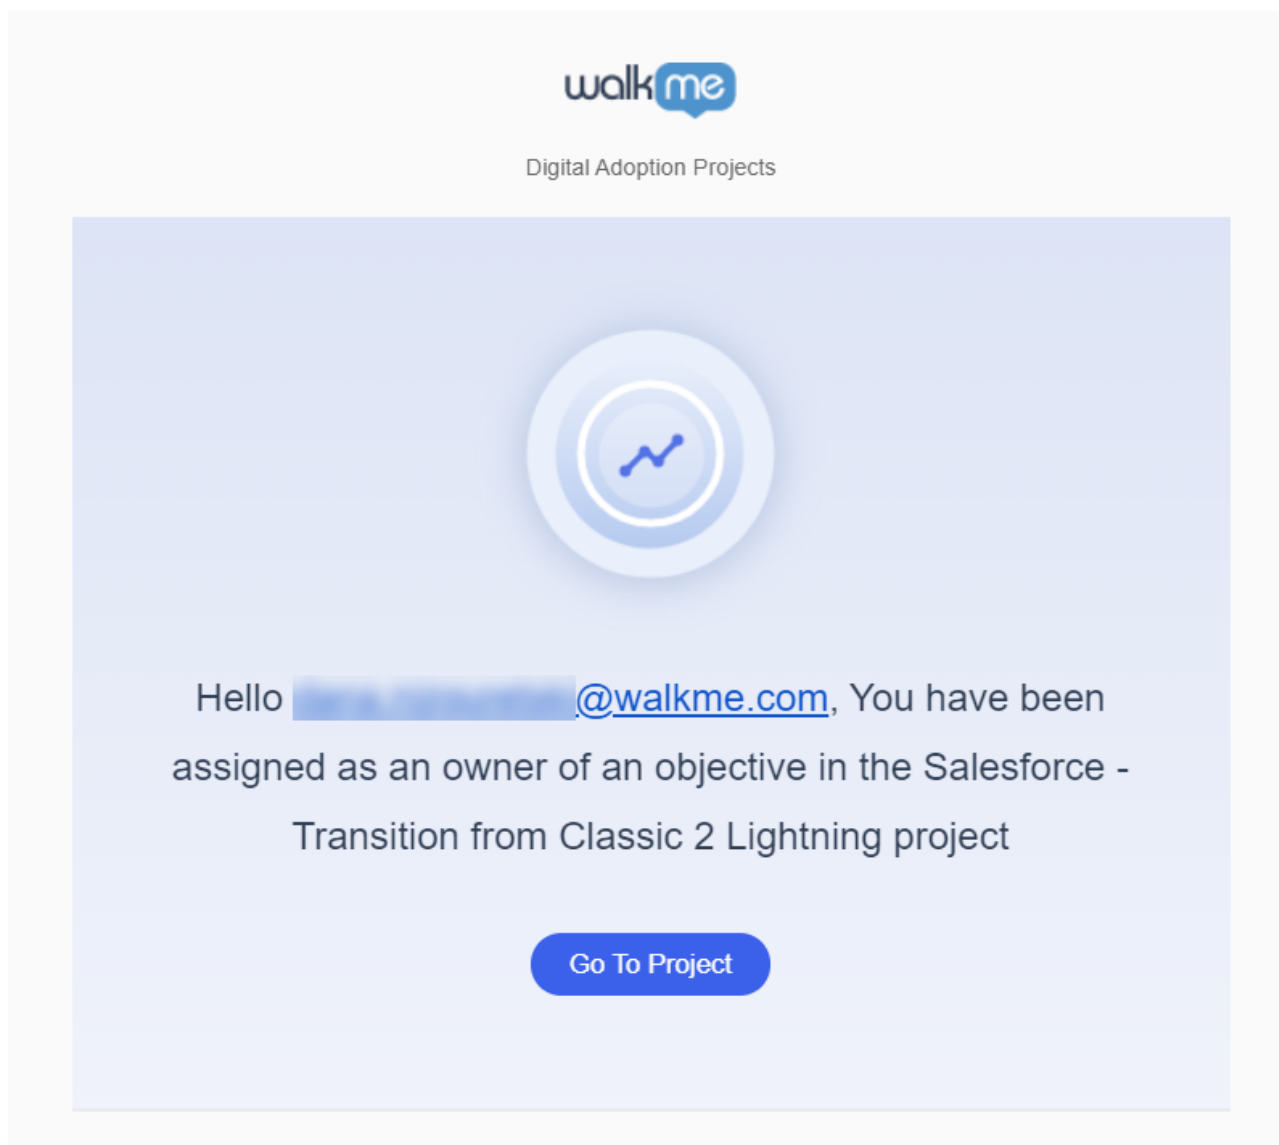 walkme
Digital Adoption Projects
Hello @walkme.com, You have been
assigned as an owner of an objective in the Salesforce -
Transition from Classic 2 Lightning project
Go To Project